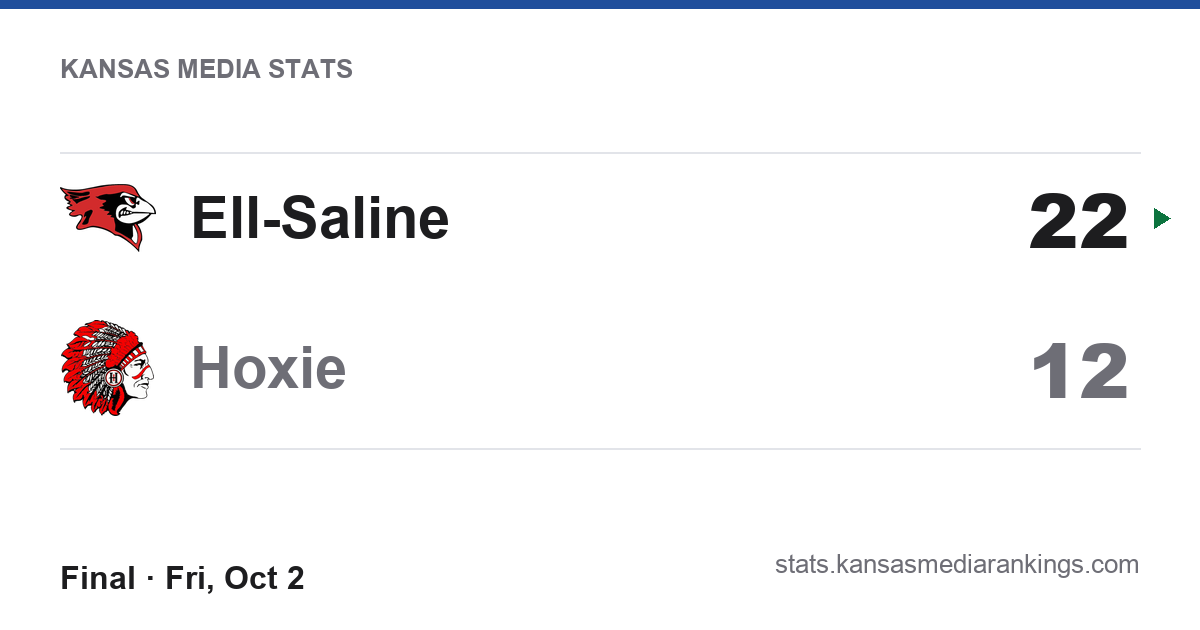 KANSAS MEDIA STATS
Ell-Saline 22
Hoxie 12
H
Final · Fri, Oct 2
stats.kansasmediarankings.com